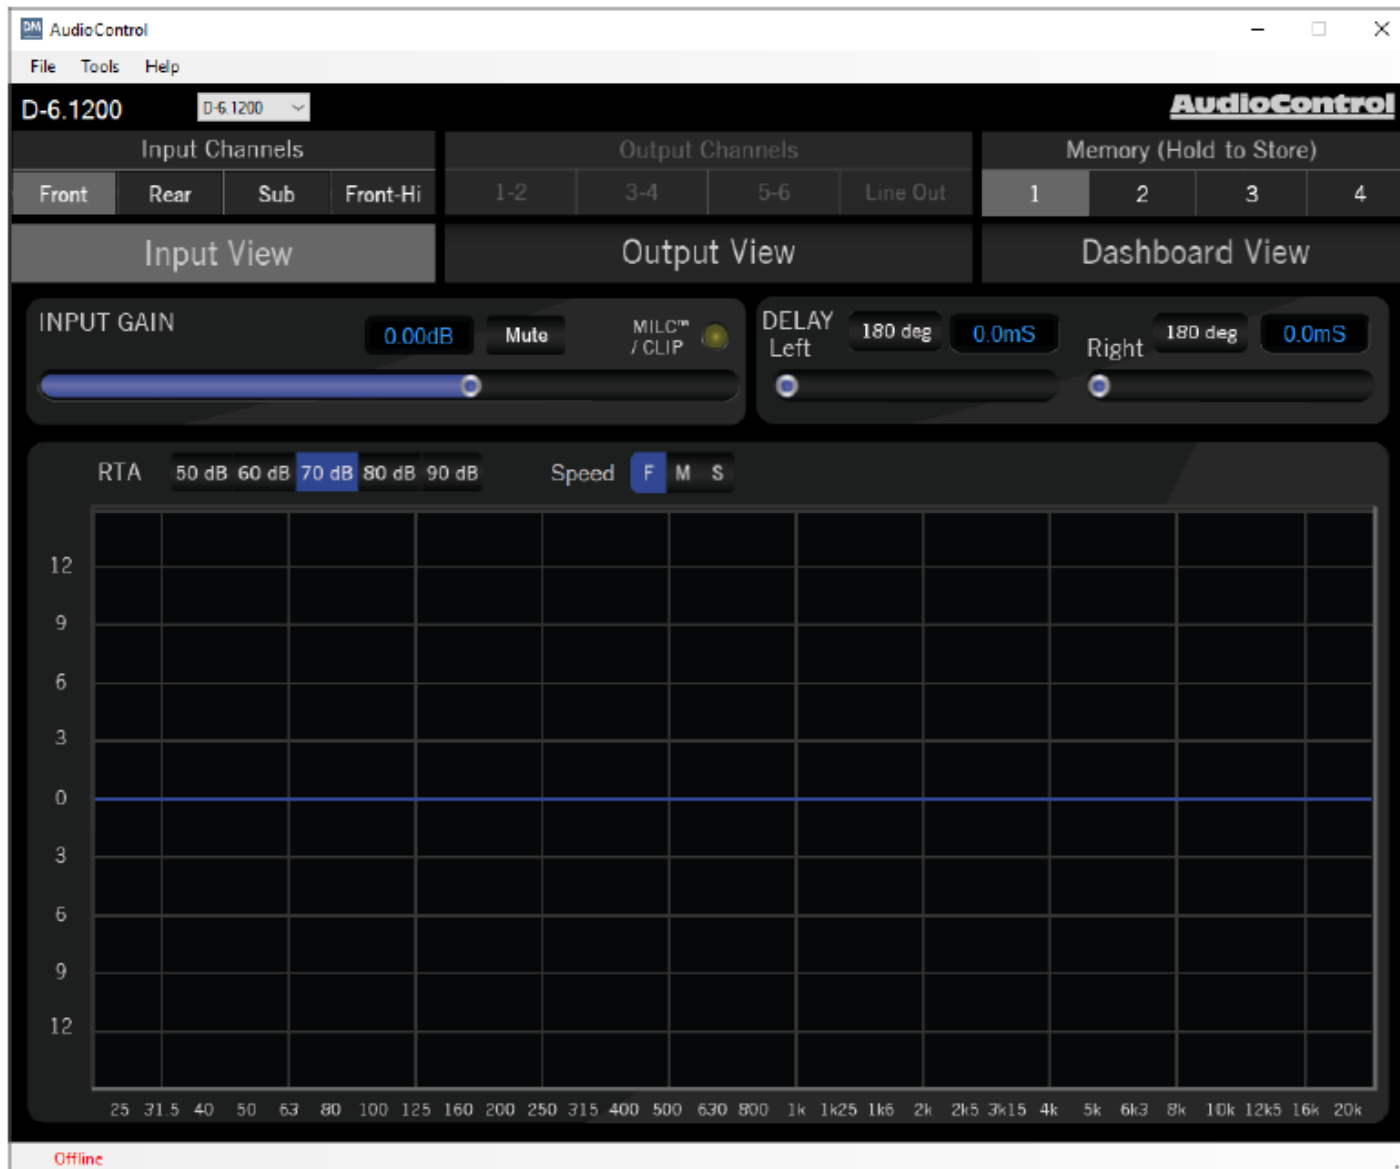 DM AudioControl
File Tools Help
D-6.1200 D-6.1200 AudioControl
Input Channels Output Channels Memory (Hold to Store)
Front Rear Sub Front-Hi 1-2 3-4 5-6 Line Out 1 2 3 4
Input View Output View Dashboard View
INPUT GAIN 0.00dB Mute MILC™ / CLIP DELAY Left 180 deg 0.0mS Right 180 deg 0.0mS
RTA 50 dB 60 dB 70 dB 80 dB 90 dB Speed F M S
12
9
6
3
0
3
6
9
12
25 31.5 40 50 63 80 100 125 160 200 250 315 400 500 630 800 1k 1k25 1k6 2k 2k5 3k15 4k 5k 6k3 8k 10k 12k5 16k 20k
Offline